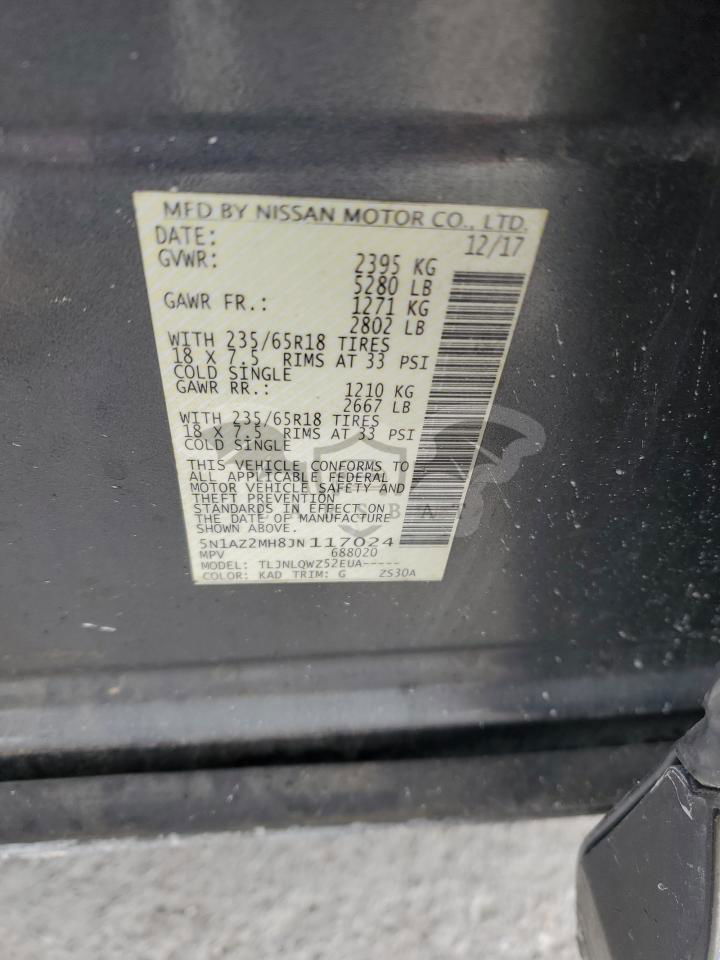 MFD BY NISSAN MOTOR CO., LTD.
DATE: 12/17
GVWR: 2395 KG
5280 LB
GAWR FR.: 1271 KG
2802 LB
WITH 235/65R18 TIRES
18 X 7.5 RIMS AT 33 PSI
COLD SINGLE
GAWR RR.: 1210 KG
2667 LB
WITH 235/65R18 TIRES
18 X 7.5 RIMS AT 33 PSI
COLD SINGLE
THIS VEHICLE CONFORMS TO
ALL APPLICABLE FEDERAL
MOTOR VEHICLE SAFETY AND
THEFT PREVENTION
STANDARDS IN EFFECT ON
THE DATE OF MANUFACTURE
SHOWN ABOVE.
5N1AZ2MH8JN117024
MPV 688020
MODEL: TLJNLQWZ52EUA-----
COLOR: KAD TRIM: G ZS30A